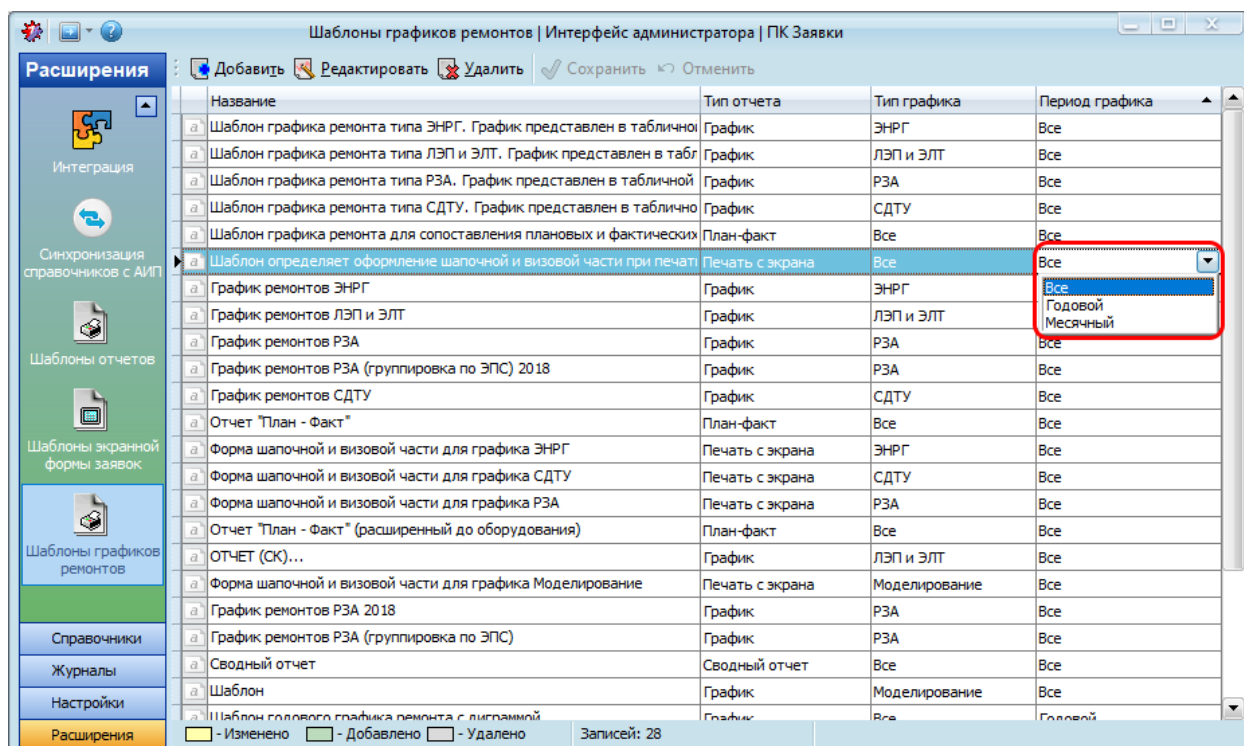 Шаблоны графиков ремонтов | Интерфейс администратора | ПК Заявки
Расширения
Добавить Редактировать Удалить Сохранить Отменить
Интеграция
Синхронизация
справочников с АИП
Шаблоны отчетов
Шаблоны экранной
формы заявок
Шаблоны графиков
ремонтов
Справочники
Журналы
Настройки
Расширения
Название Тип отчета Тип графика Период графика
Шаблон графика ремонта типа ЭНРГ. График представлен в таблично График ЭНРГ Все
Шаблон графика ремонта типа ЛЭП и ЭЛТ. График представлен в табл График ЛЭП и ЭЛТ Все
Шаблон графика ремонта типа РЗА. График представлен в табличной График РЗА Все
Шаблон графика ремонта типа СДТУ. График представлен в таблично График СДТУ Все
Шаблон графика ремонта для сопоставления плановых и фактических План-факт Все Все
Шаблон определяет оформление шапочной и визовой части при печат Печать с экрана Все Все
Все
Годовой
Месячный
График ремонтов ЭНРГ График ЭНРГ
График ремонтов ЛЭП и ЭЛТ График ЛЭП и ЭЛТ
График ремонтов РЗА График РЗА Все
График ремонтов РЗА (группировка по ЭПС) 2018 График РЗА Все
График ремонтов СДТУ График СДТУ Все
Отчет "План - Факт" План-факт Все Все
Форма шапочной и визовой части для графика ЭНРГ Печать с экрана ЭНРГ Все
Форма шапочной и визовой части для графика СДТУ Печать с экрана СДТУ Все
Форма шапочной и визовой части для графика РЗА Печать с экрана РЗА Все
Отчет "План - Факт" (расширенный до оборудования) План-факт Все Все
ОТЧЕТ (СК)... График ЛЭП и ЭЛТ Все
Форма шапочной и визовой части для графика Моделирование Печать с экрана Моделирование Все
График ремонтов РЗА 2018 График РЗА Все
График ремонтов РЗА (группировка по ЭПС) График РЗА Все
Сводный отчет Сводный отчет Все Все
Шаблон График Моделирование Все
Шаблон годового графика ремонта с диграммой График Все Годовой
- Изменено - Добавлено - Удалено Записей: 28